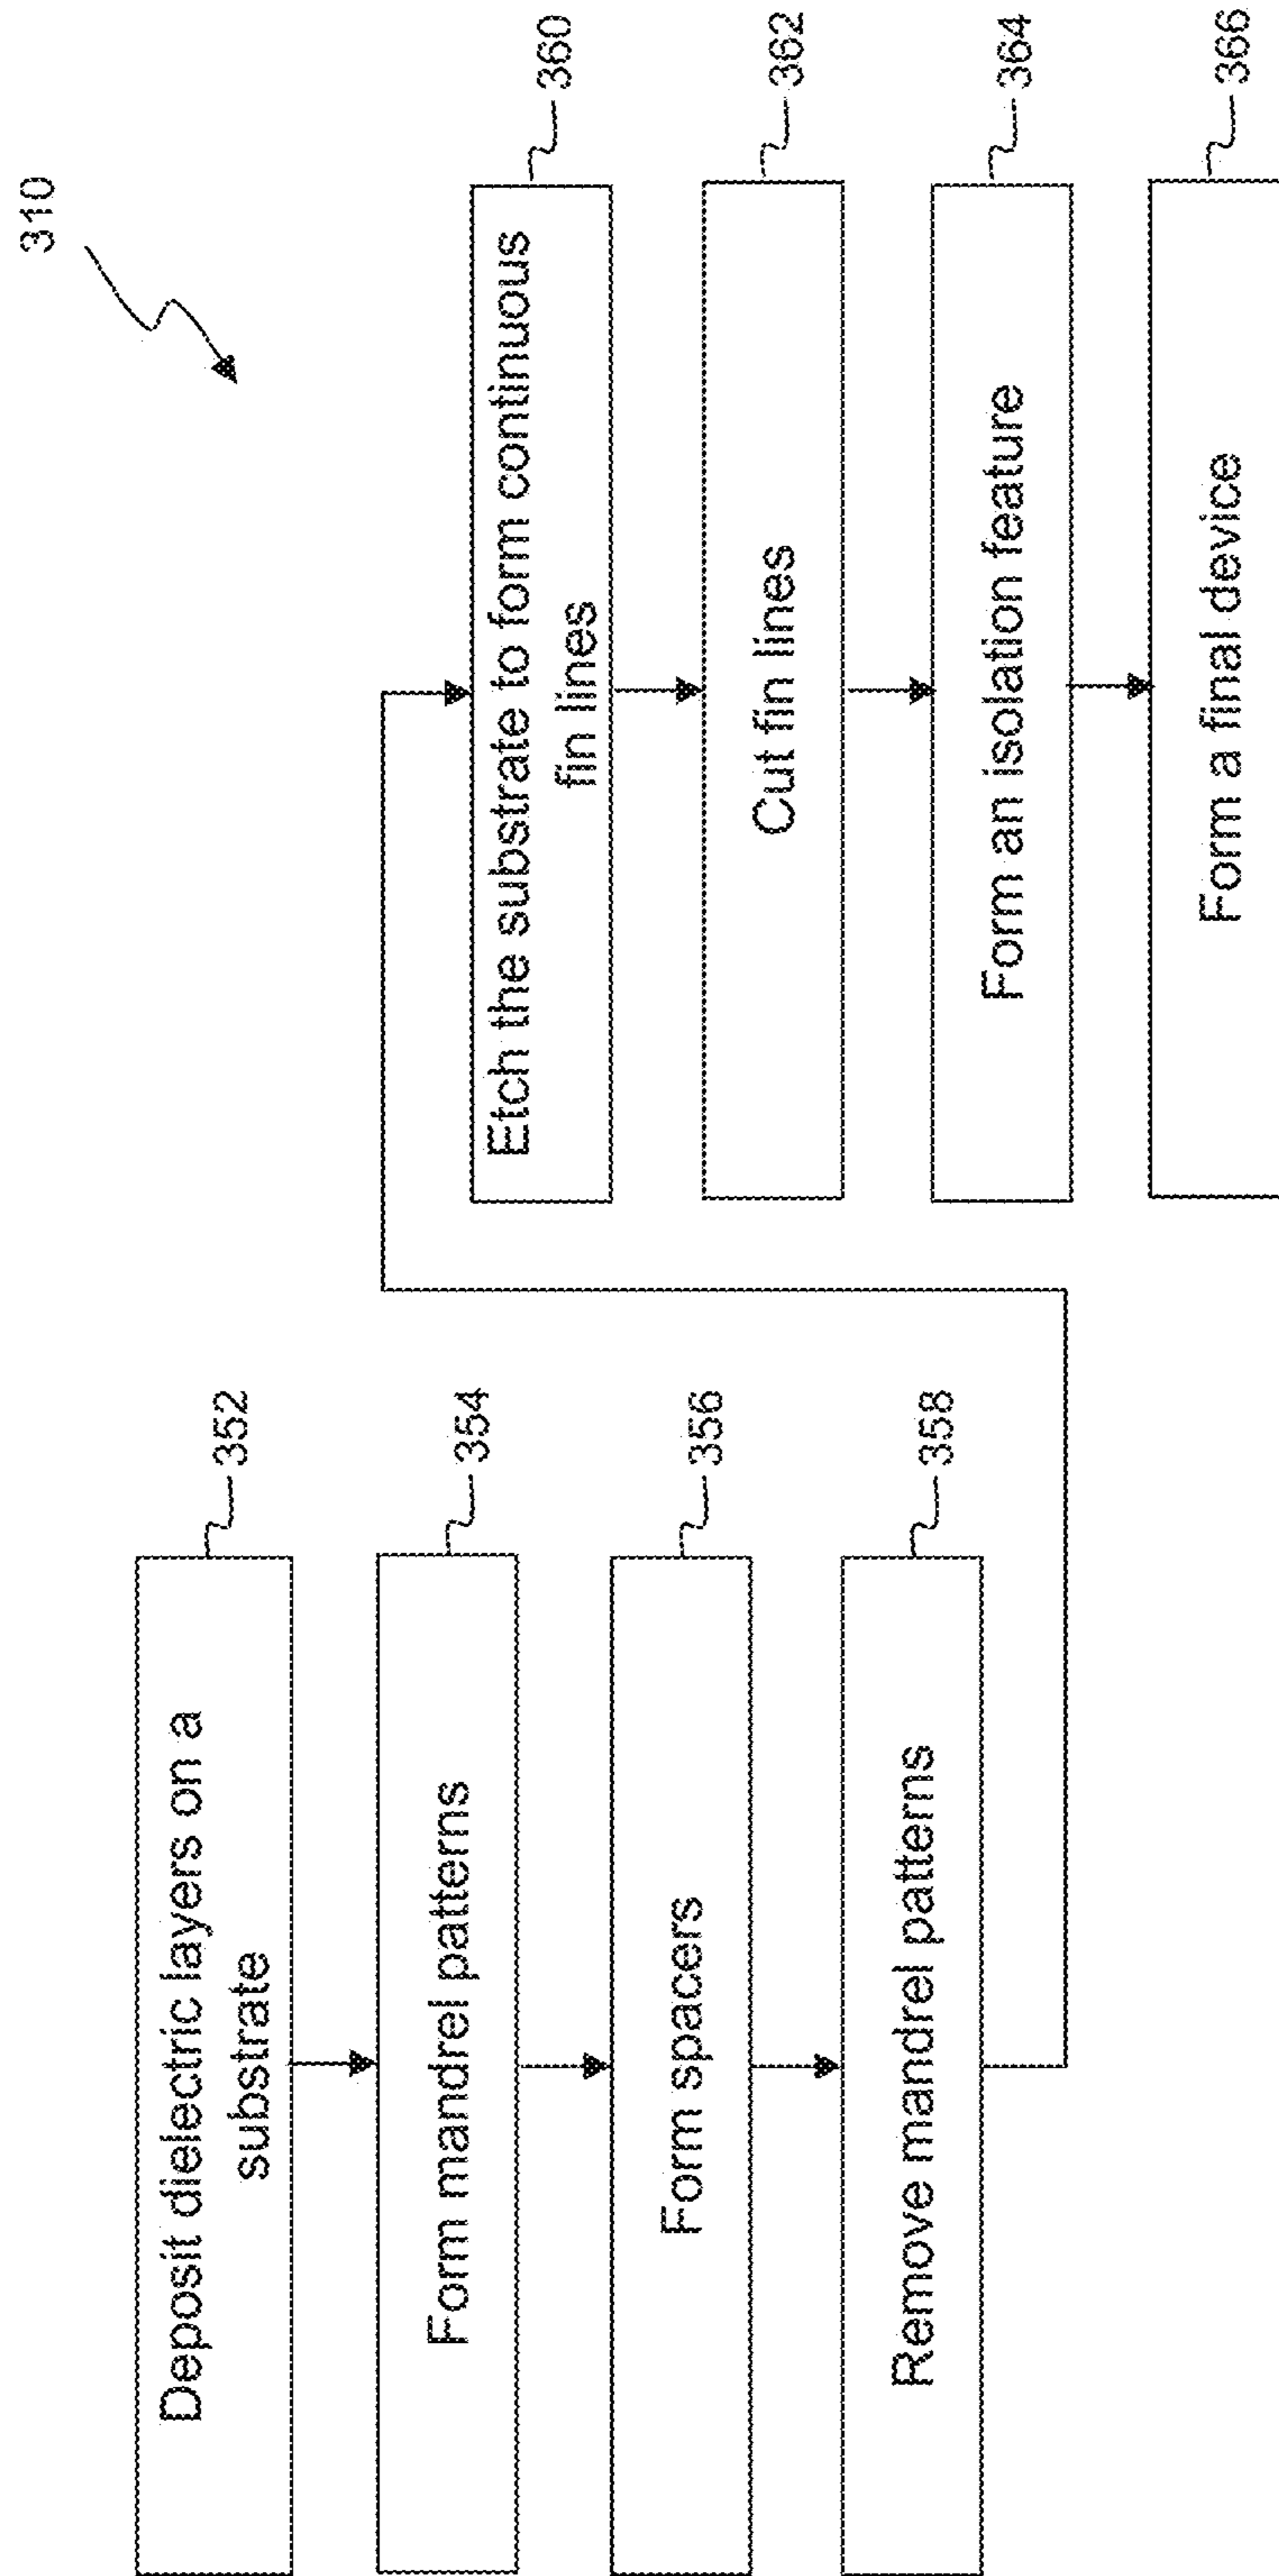 310
Deposit dielectric layers on a
substrate
352
Form mandrel patterns
354
Form spacers
356
Remove mandrel patterns
358
Etch the substrate to form continuous
fin lines
360
Cut fin lines
362
Form an isolation feature
364
Form a final device
366